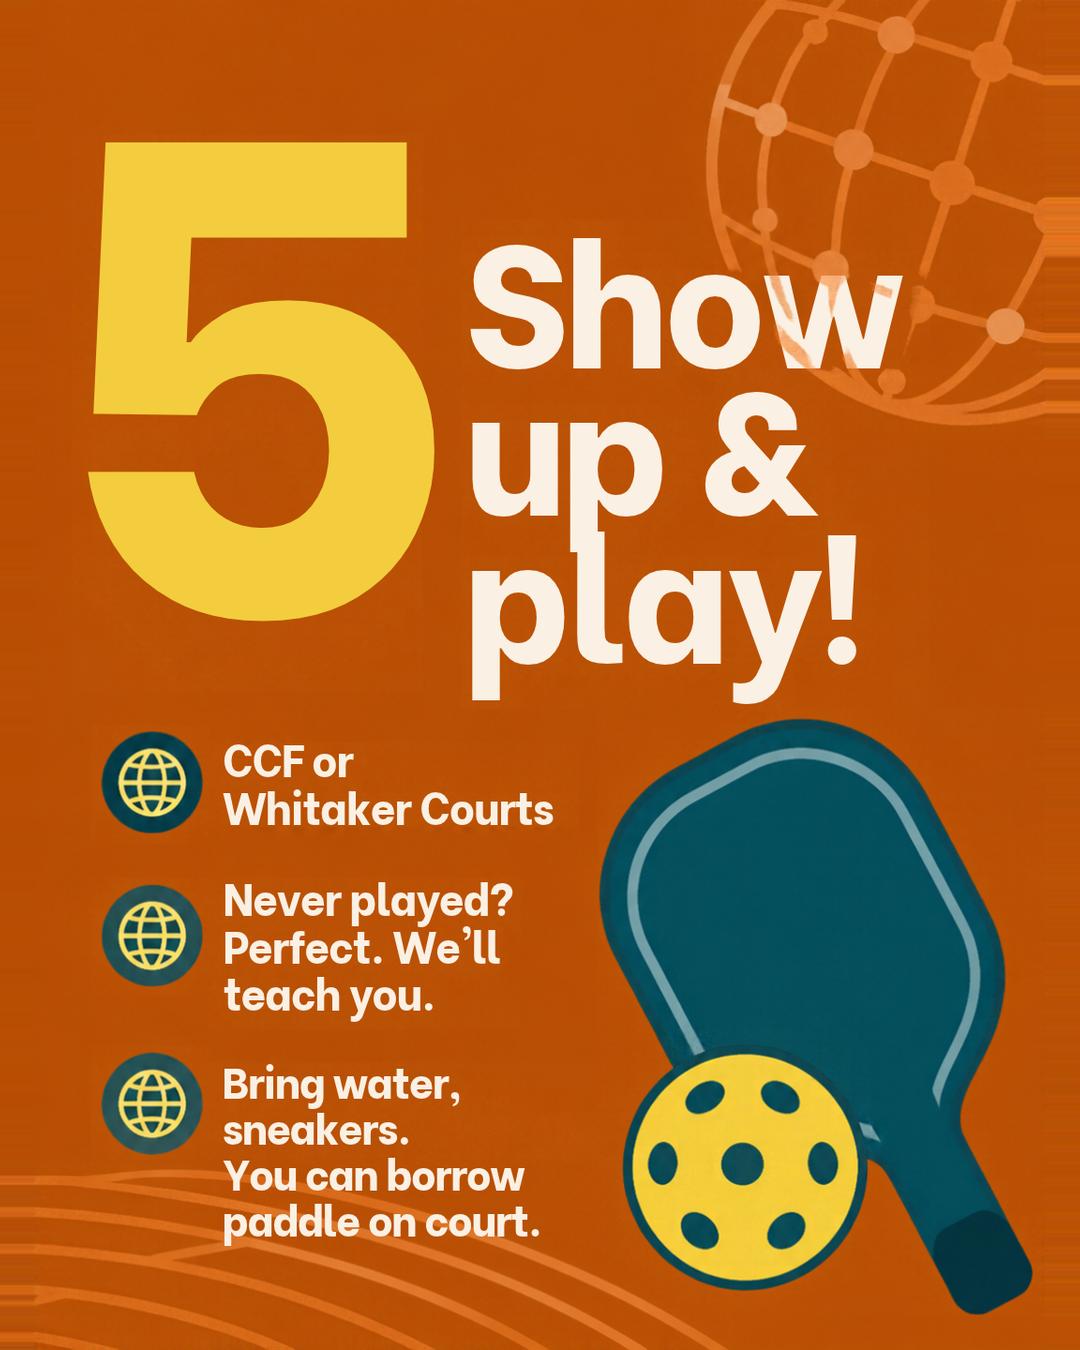 5
Show
up &
play!
CCF or
Whitaker Courts
Never played?
Perfect. We’ll
teach you.
Bring water,
sneakers.
You can borrow
paddle on court.